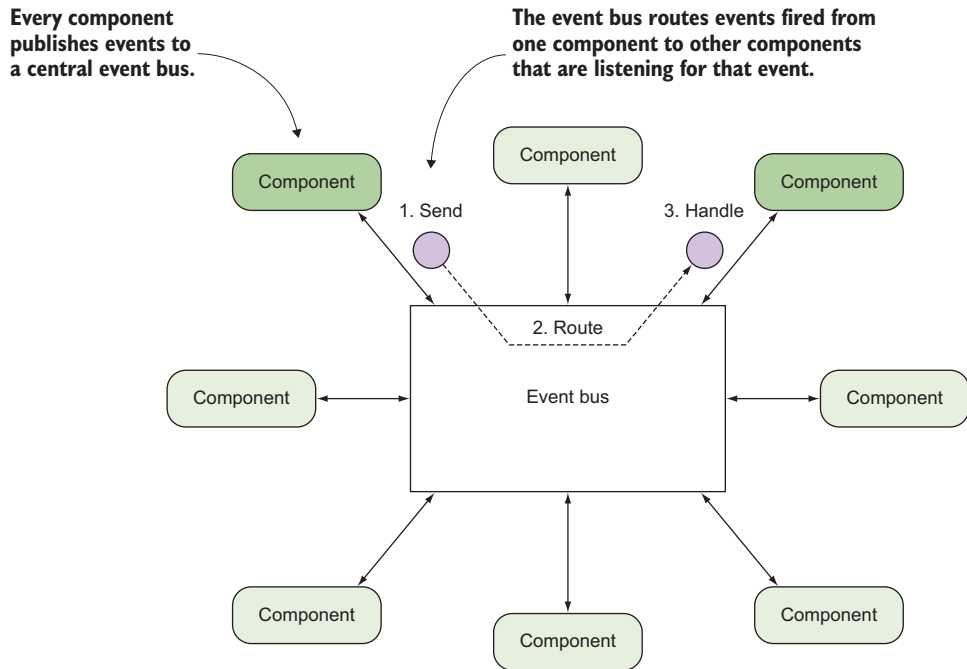 Every component
publishes events to
a central event bus.
The event bus routes events fired from
one component to other components
that are listening for that event.
Component
Component
Component
1. Send
3. Handle
2. Route
Component
Event bus
Component
Component
Component
Component